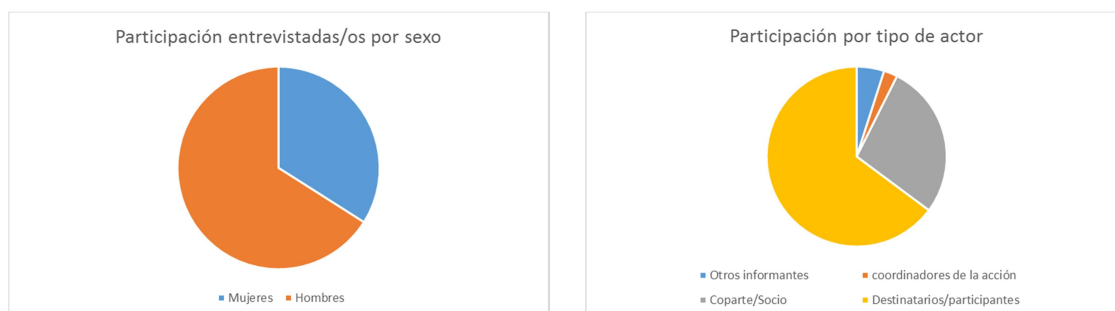 Participación entrevistadas/os por sexo
Mujeres Hombres
Participación por tipo de actor
Otros informantes coordinadores de la acción
Coparte/Socio Destinatarios/participantes